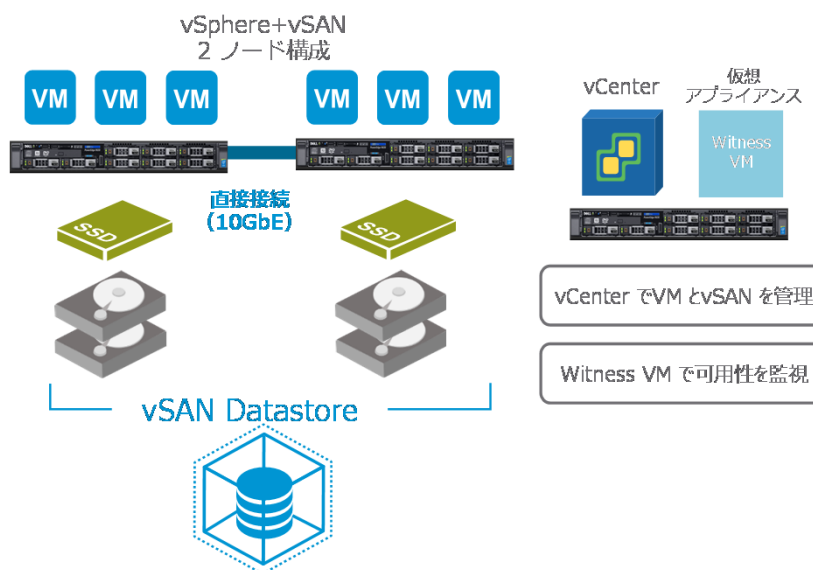 vSphere+vSAN
2 ノード構成
VM VM VM
VM VM VM
直接接続
(10GbE)
SSD
SSD
vSAN Datastore
vCenter
仮想
アプライアンス
Witness
VM
vCenter でVM とvSAN を管理
Witness VM で可用性を監視